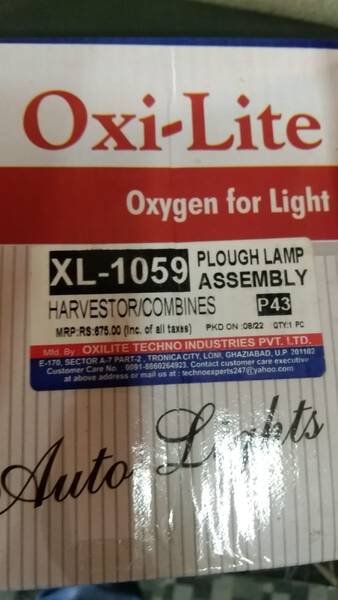 Oxi-Lite
Oxygen for Light
XL-1059 PLOUGH LAMP ASSEMBLY
HARVESTOR/COMBINES P43
MRP:RS:675.00 (Inc. of all taxes) PKD ON :08/22 QTY:1 PC
Mfd. By: OXILITE TECHNO INDUSTRIES PVT. LTD.
E-170, SECTOR A-7 PART-2 , TRONICA CITY, LONI, GHAZIABAD, U.P 201102
Customer Care No. : 0091-8860264923, Contact customer care executive
at above address or mail us at : technoexperts247@yahoo.com
Auto Lights